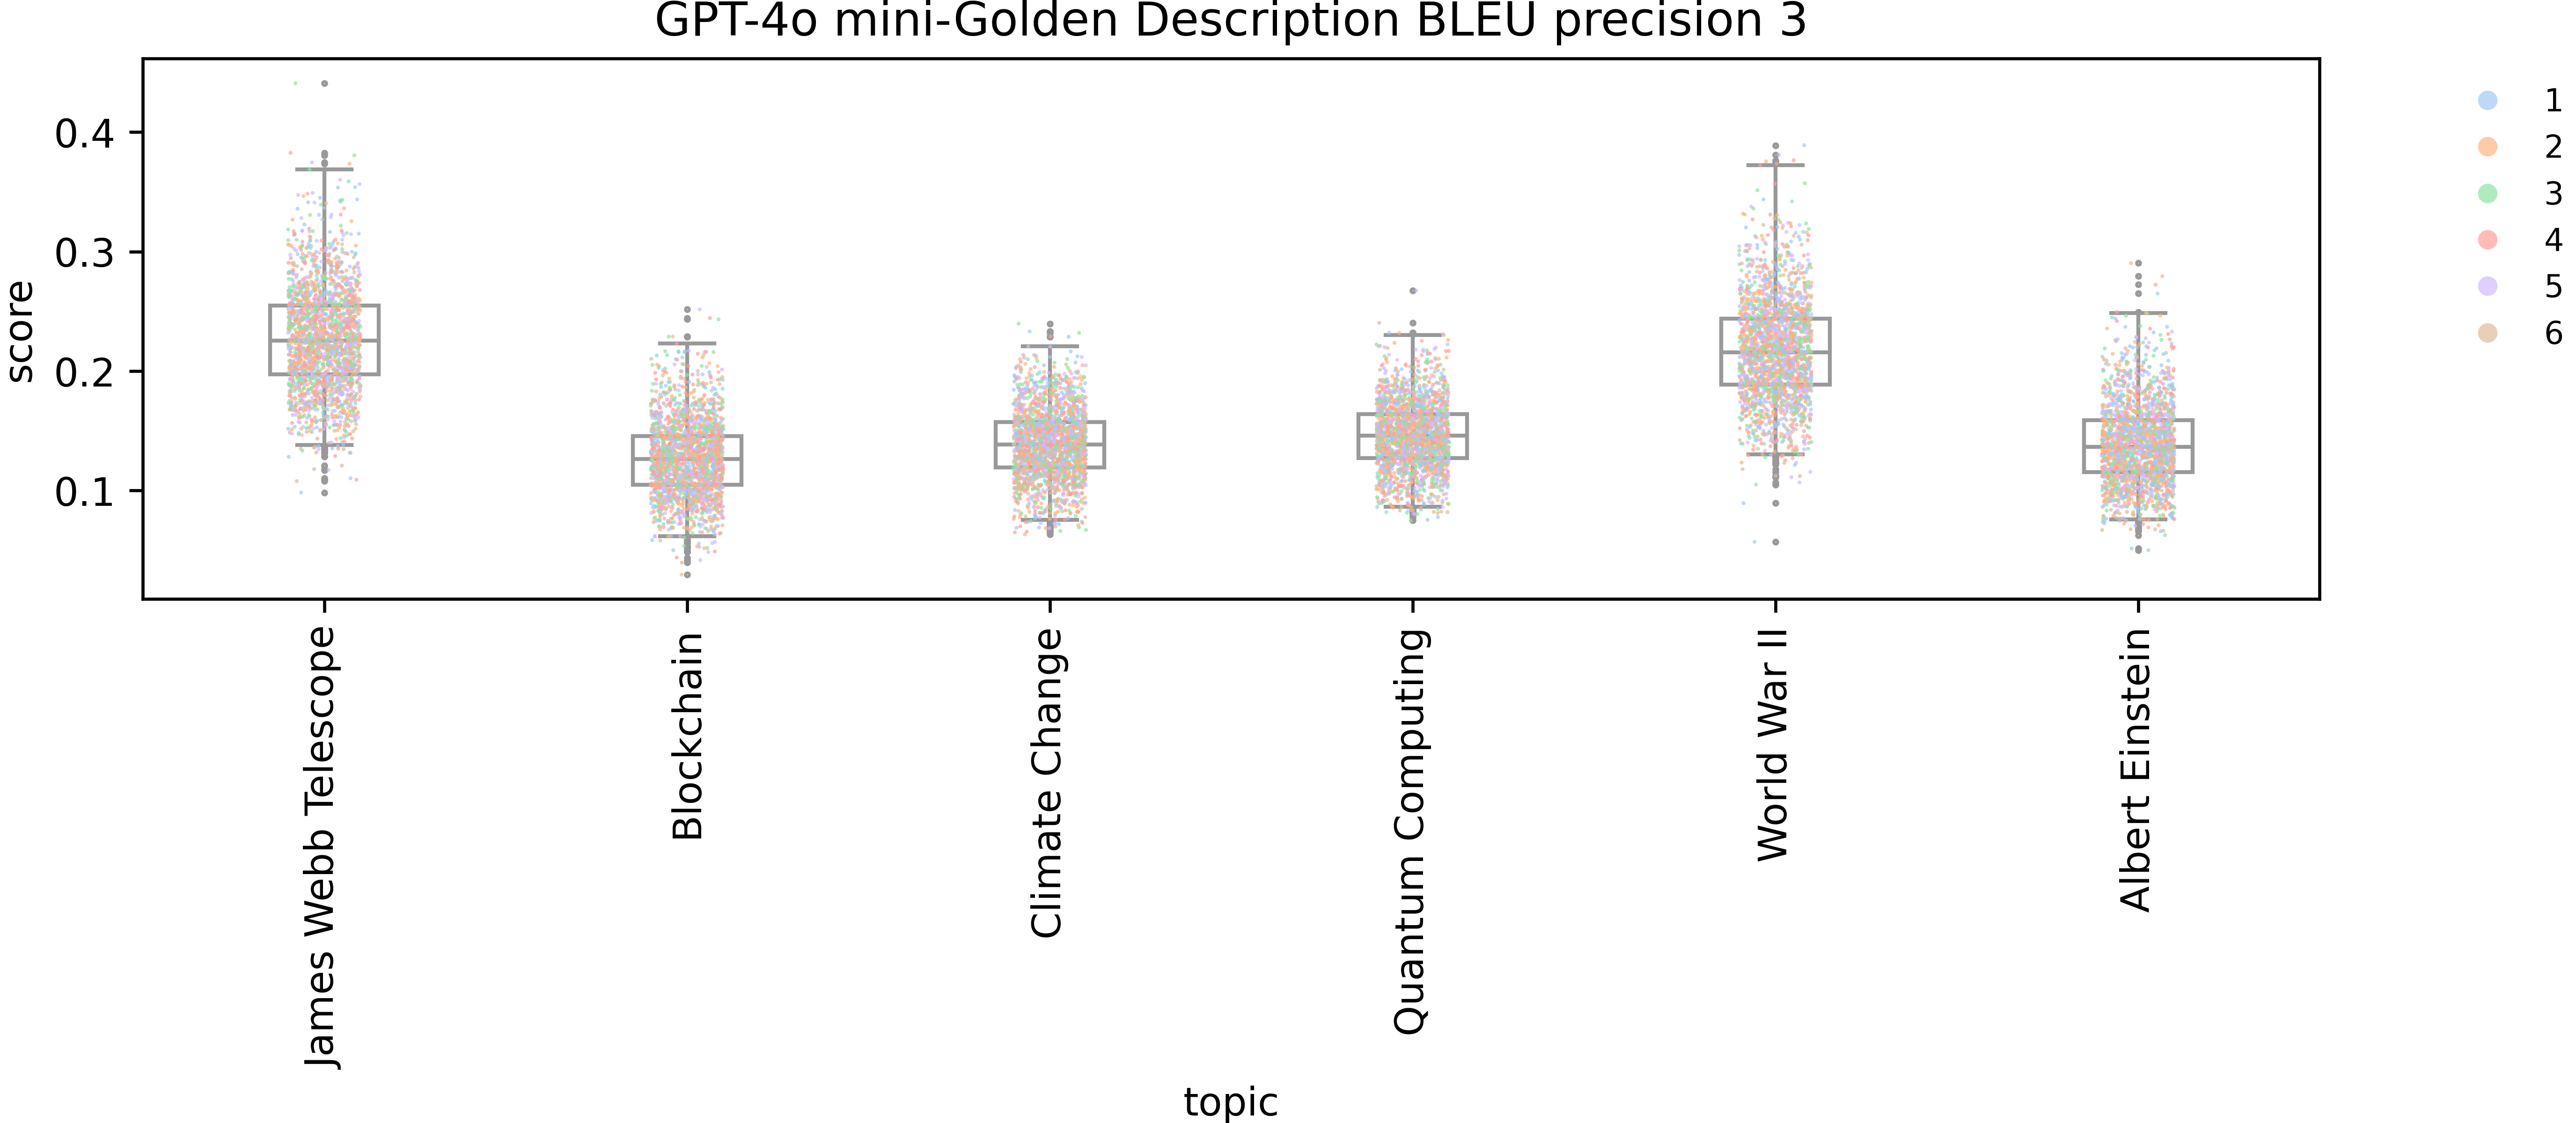 GPT-4o mini-Golden Description BLEU precision 3
score
0.4
0.3
0.2
0.1
James Webb Telescope
Blockchain
Climate Change
Quantum Computing
World War II
Albert Einstein
topic
1
2
3
4
5
6